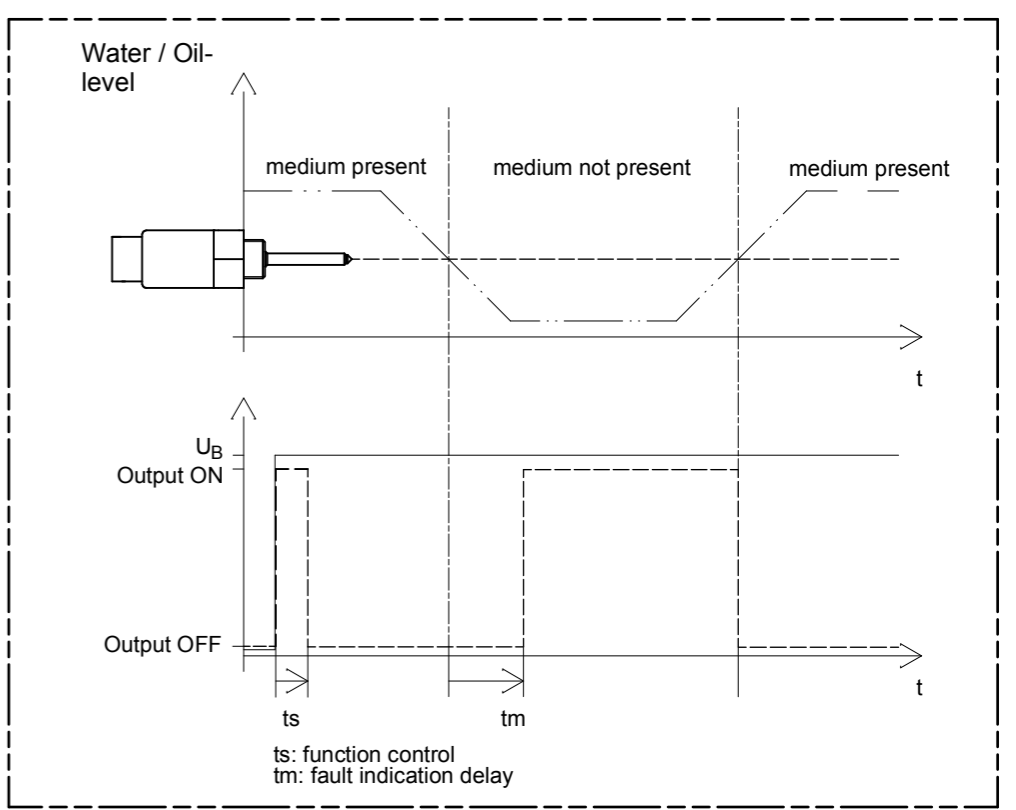 Water / Oil-
level
medium present
medium not present
medium present
t
UB
Output ON
Output OFF
t
ts
tm
ts: function control
tm: fault indication delay